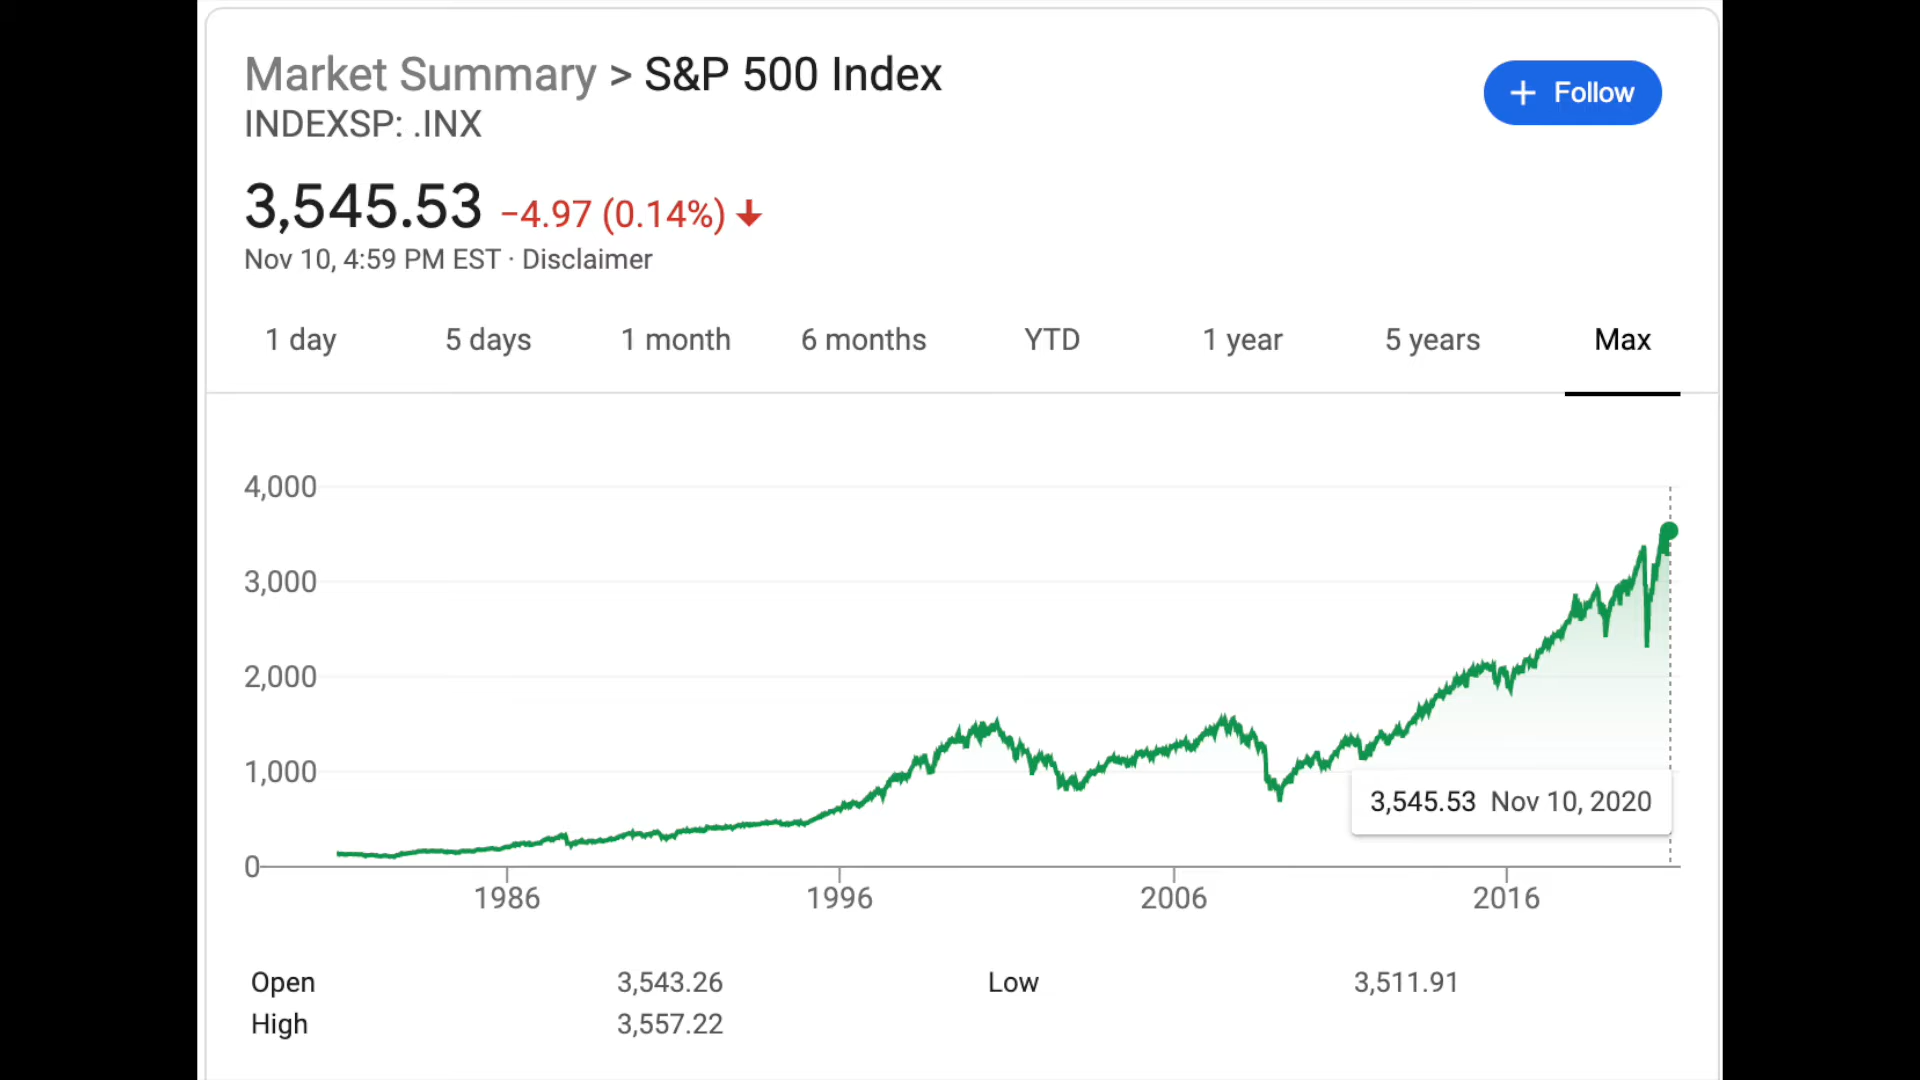 Market Summary > S&P 500 Index
INDEXSP: .INX
+ Follow
3,545.53 −4.97 (0.14%) ↓
Nov 10, 4:59 PM EST · Disclaimer
1 day 5 days 1 month 6 months YTD 1 year 5 years Max
4,000
3,000
2,000
1,000
3,545.53 Nov 10, 2020
0
1986 1996 2006 2016
Open 3,543.26 Low 3,511.91
High 3,557.22